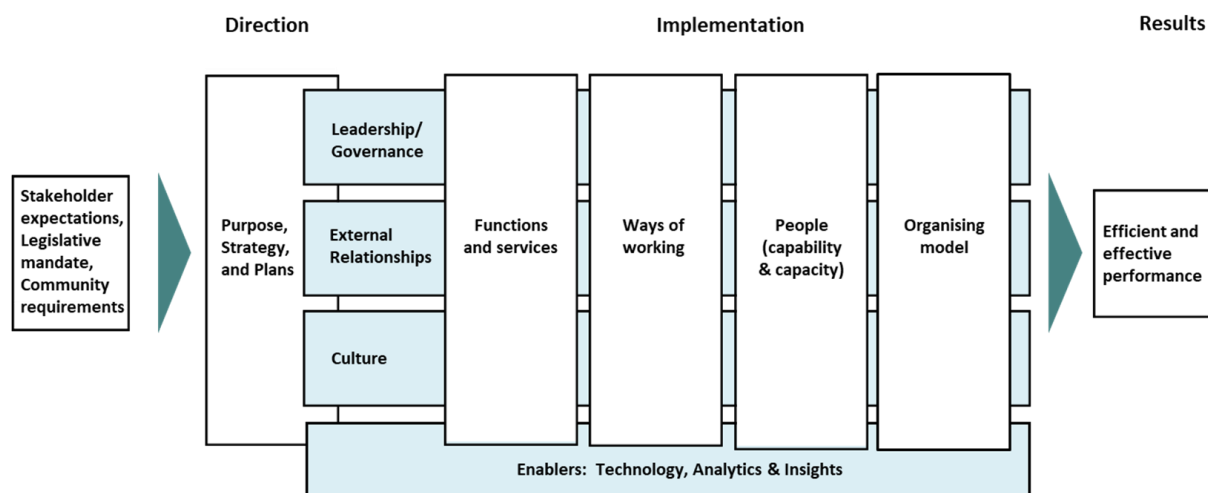 Direction
Implementation
Results
Stakeholder
expectations,
Legislative
mandate,
Community
requirements
Purpose,
Strategy,
and Plans
Leadership/
Governance
External
Relationships
Culture
Functions
and services
Ways of
working
People
(capability
& capacity)
Organising
model
Efficient and
effective
performance
Enablers:  Technology, Analytics & Insights